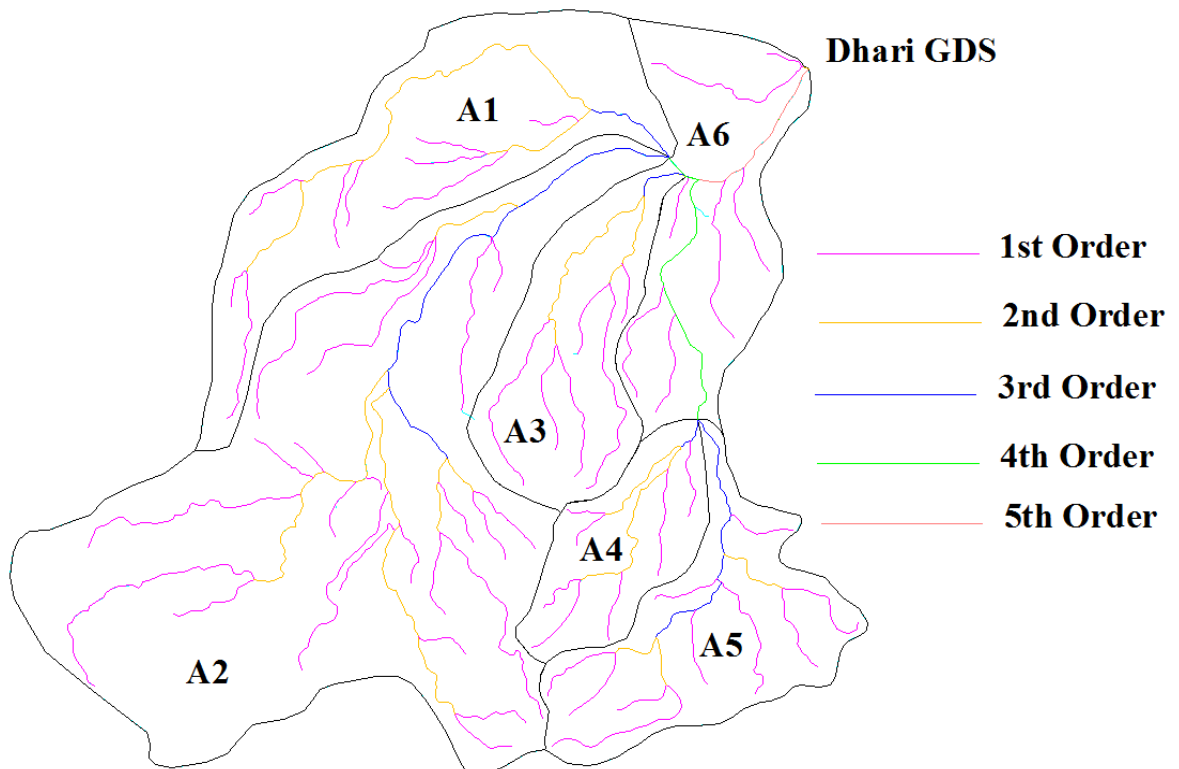 Dhari GDS
A1
A6
1st Order
2nd Order
3rd Order
A3
4th Order
5th Order
A4
A5
A2